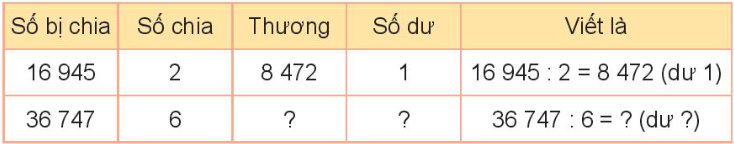 Số bị chia Số chia Thương Số dư Viết là
16 945 2 8 472 1 16 945 : 2 = 8 472 (dư 1)
36 747 6 ? ? 36 747 : 6 = ? (dư ?)